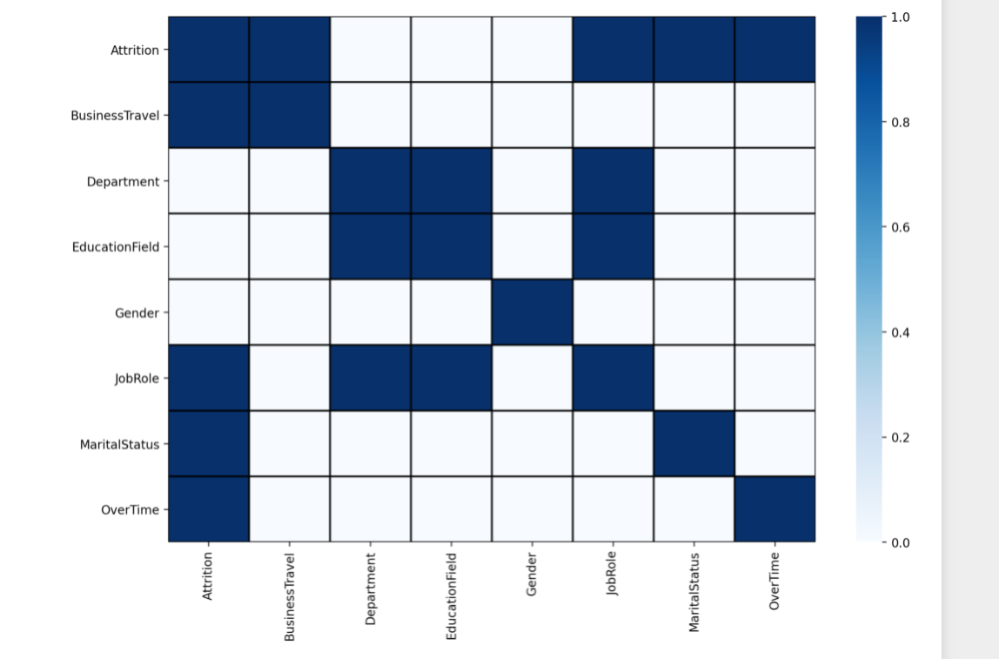 Attrition
BusinessTravel
Department
EducationField
Gender
JobRole
MaritalStatus
OverTime
Attrition
BusinessTravel
Department
EducationField
Gender
JobRole
MaritalStatus
OverTime
1.0
0.8
0.6
0.4
0.2
0.0